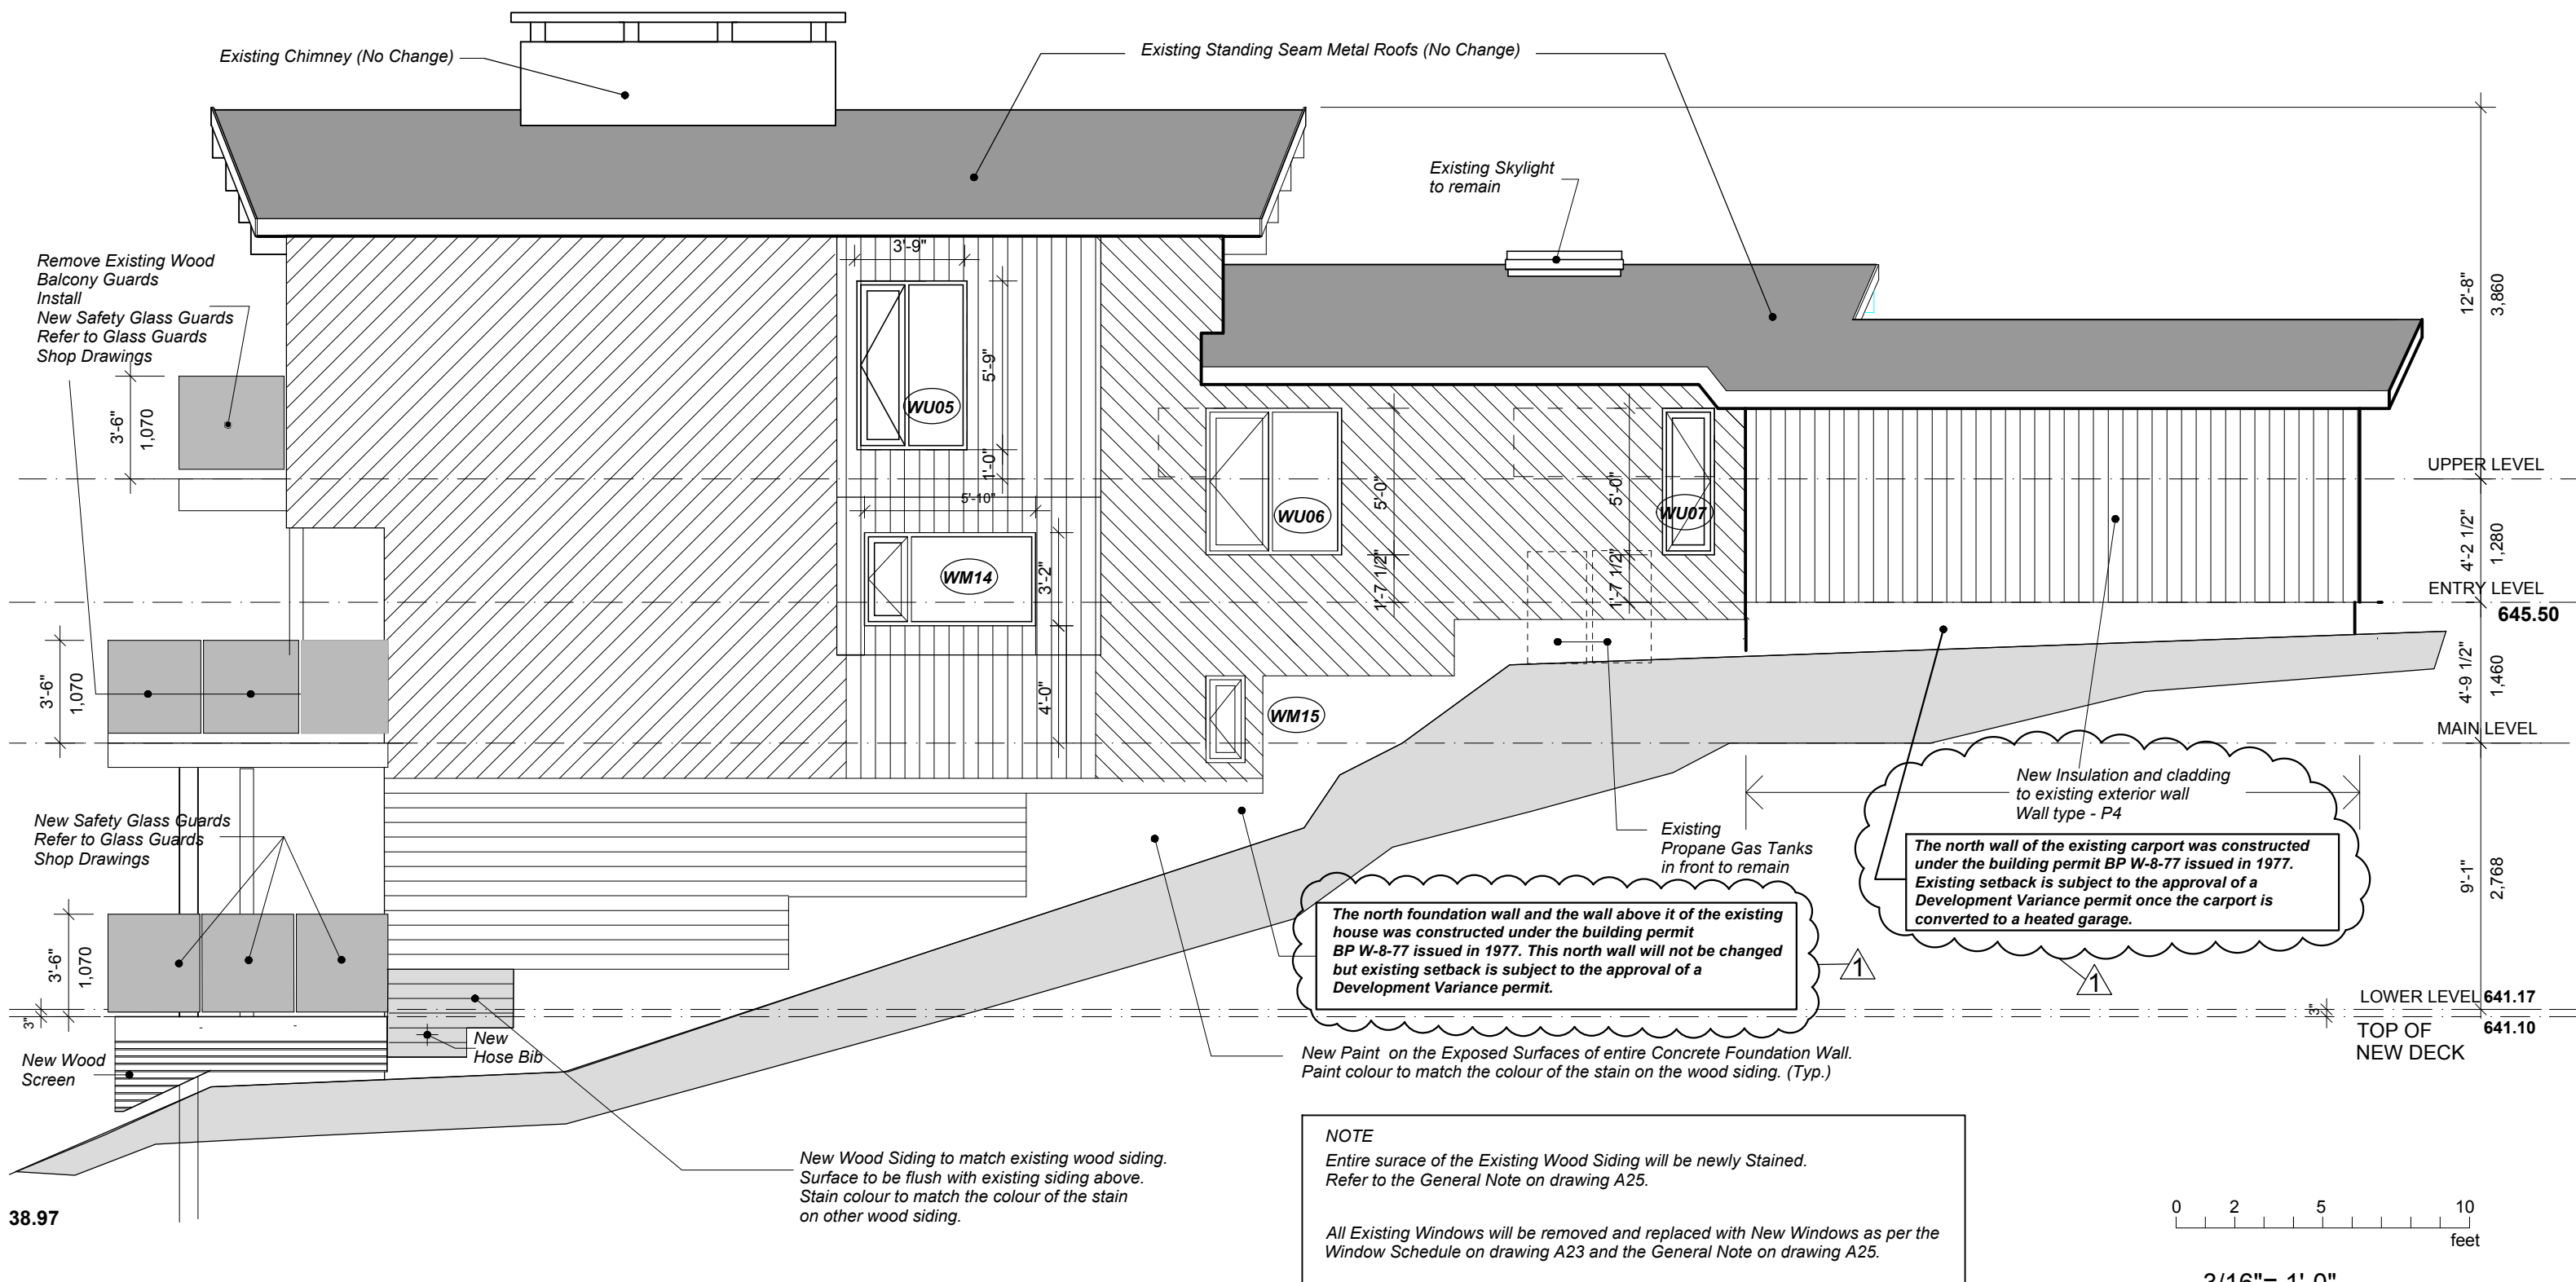 Existing Chimney (No Change)
Existing Standing Seam Metal Roofs (No Change)
Existing Skylight
to remain
Remove Existing Wood
Balcony Guards
Install
New Safety Glass Guards
Refer to Glass Guards
Shop Drawings
3'-6"
1,070
3'-9"
5'-9"
1'-0"
WU05
5'-10"
WM14
3'-2"
4'-0"
WU06
5'-0"
1'-7 1/2"
5'-0"
1'-7 1/2"
WU07
WM15
12'-8"
3,860
UPPER LEVEL
4'-2 1/2"
1,280
ENTRY LEVEL
645.50
4'-9 1/2"
1,460
MAIN LEVEL
9'-1"
2,768
LOWER LEVEL 641.17
3"
TOP OF
NEW DECK
641.10
3'-6"
1,070
New Safety Glass Guards
Refer to Glass Guards
Shop Drawings
3'-6"
1,070
3"
New Wood
Screen
New
Hose Bib
38.97
Existing
Propane Gas Tanks
in front to remain
New Insulation and cladding
to existing exterior wall
Wall type - P4
The north wall of the existing carport was constructed
under the building permit BP W-8-77 issued in 1977.
Existing setback is subject to the approval of a
Development Variance permit once the carport is
converted to a heated garage.
1
The north foundation wall and the wall above it of the existing
house was constructed under the building permit
BP W-8-77 issued in 1977. This north wall will not be changed
but existing setback is subject to the approval of a
Development Variance permit.
1
New Paint on the Exposed Surfaces of entire Concrete Foundation Wall.
Paint colour to match the colour of the stain on the wood siding. (Typ.)
New Wood Siding to match existing wood siding.
Surface to be flush with existing siding above.
Stain colour to match the colour of the stain
on other wood siding.
NOTE
Entire surace of the Existing Wood Siding will be newly Stained.
Refer to the General Note on drawing A25.
All Existing Windows will be removed and replaced with New Windows as per the
Window Schedule on drawing A23 and the General Note on drawing A25.
0 2 5 10
feet
3/16"= 1'-0"